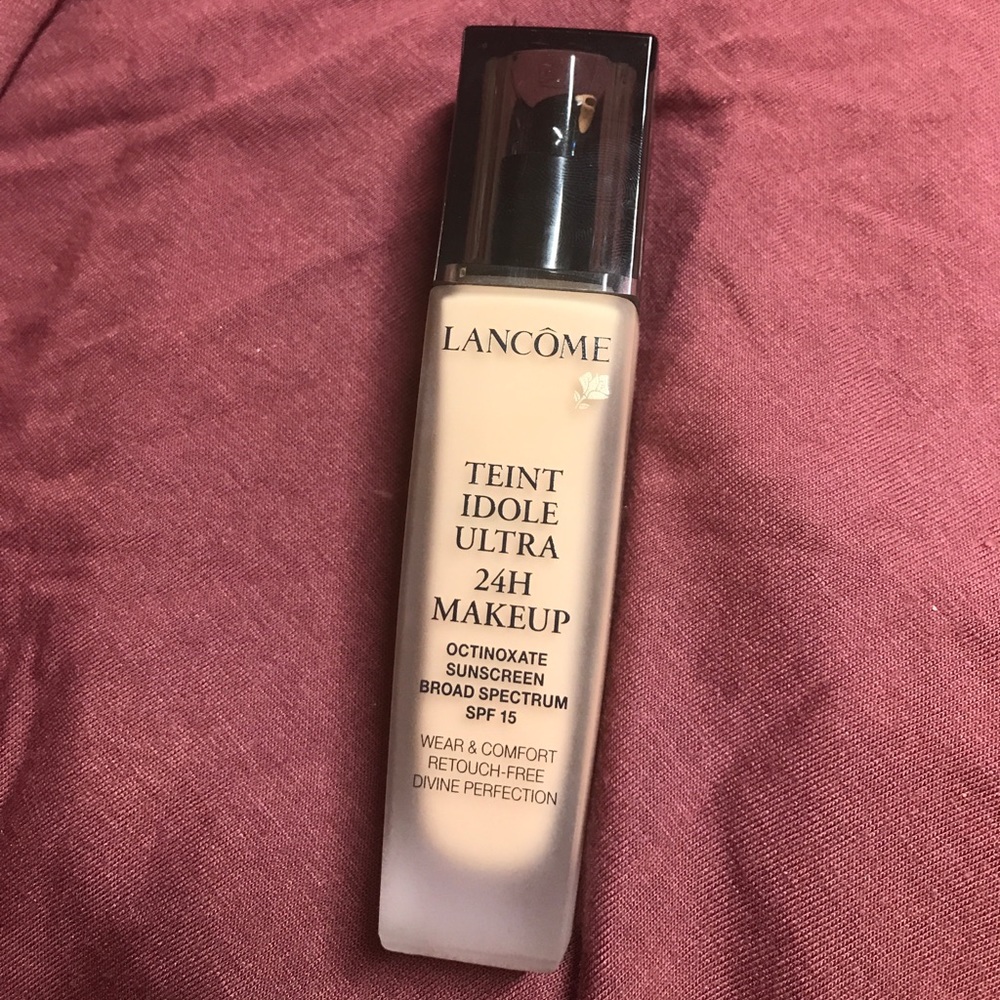 LANCÔME
TEINT
IDOLE
ULTRA
24H
MAKEUP
OCTINOXATE
SUNSCREEN
BROAD SPECTRUM
SPF 15
WEAR & COMFORT
RETOUCH-FREE
DIVINE PERFECTION